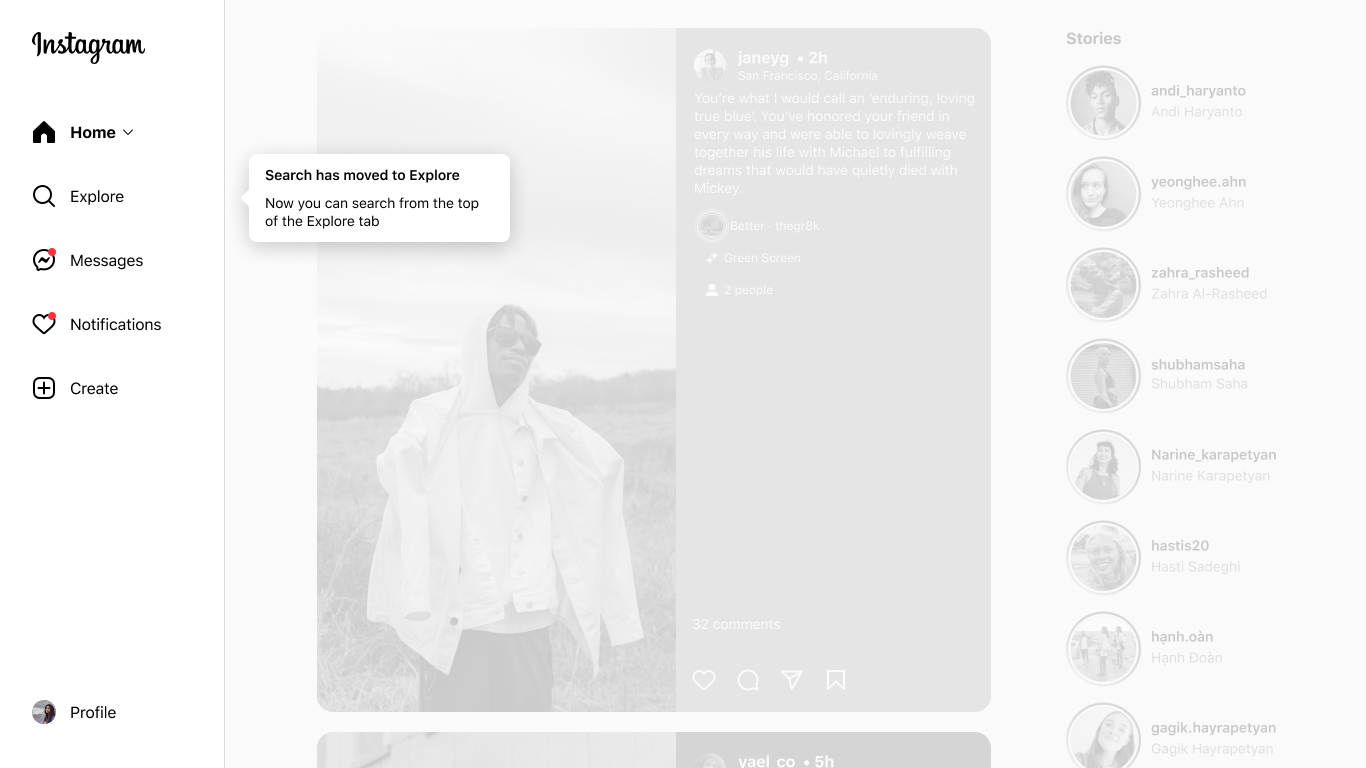 Instagram
Home
Explore
Messages
Notifications
Create
Profile
Search has moved to Explore
Now you can search from the top
of the Explore tab
janeyg • 2h
San Francisco, California
You're what I would call an 'enduring, loving
true blue'. You've honored your friend in
every way and were able to lovingly weave
together his life with Michael to fulfilling
dreams that would have quietly died with
Mickey.
Better · thegr8k
Green Screen
2 people
32 comments
yael_co • 5h
Stories
andi_haryanto
Andi Haryanto
yeonghee.ahn
Yeonghee Ahn
zahra_rasheed
Zahra Al-Rasheed
shubhamsaha
Shubham Saha
Narine_karapetyan
Narine Karapetyan
hastis20
Hasti Sadeghi
hạnh.oàn
Hạnh Đoàn
gagik.hayrapetyan
Gagik Hayrapetyan